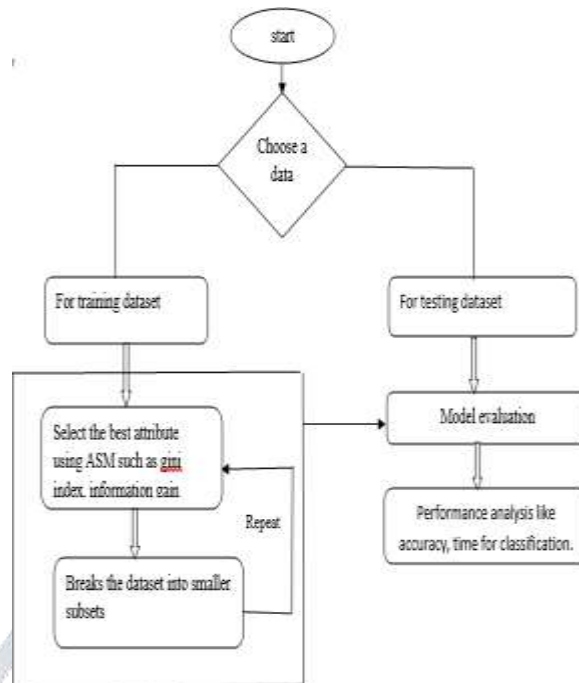 start
Choose a
data
For training dataset
For testing dataset
Select the best attribute
using ASM such as gini
index, information gain
Repeat
Breaks the dataset into smaller
subsets
Model evaluation
Performance analysis like
accuracy, time for classification.